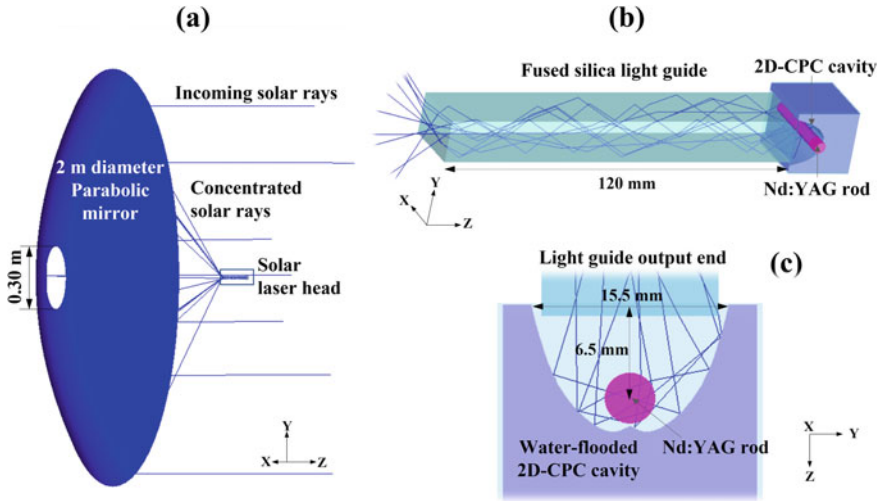 (a)
Incoming solar rays
2 m diameter
Parabolic
mirror
Concentrated
solar rays
0.30 m
Solar
laser head
Y
X
Z
(b)
2D-CPC cavity
Fused silica light guide
120 mm
Nd:YAG rod
Y
X
Z
(c)
Light guide output end
15.5 mm
6.5 mm
Water-flooded
2D-CPC cavity
Nd:YAG rod
X
Y
Z